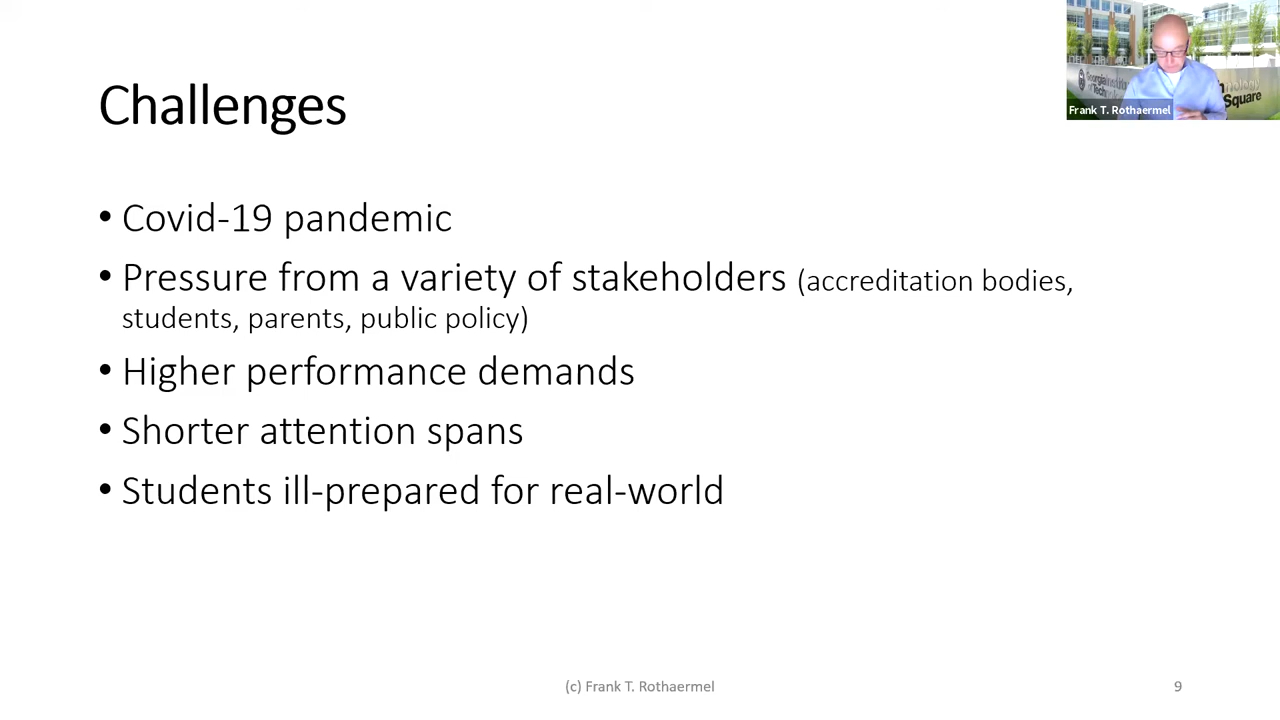 Challenges
• Covid-19 pandemic
• Pressure from a variety of stakeholders (accreditation bodies,
students, parents, public policy)
• Higher performance demands
• Shorter attention spans
• Students ill-prepared for real-world
(c) Frank T. Rothaermel
9
Frank T. Rothaermel
Square